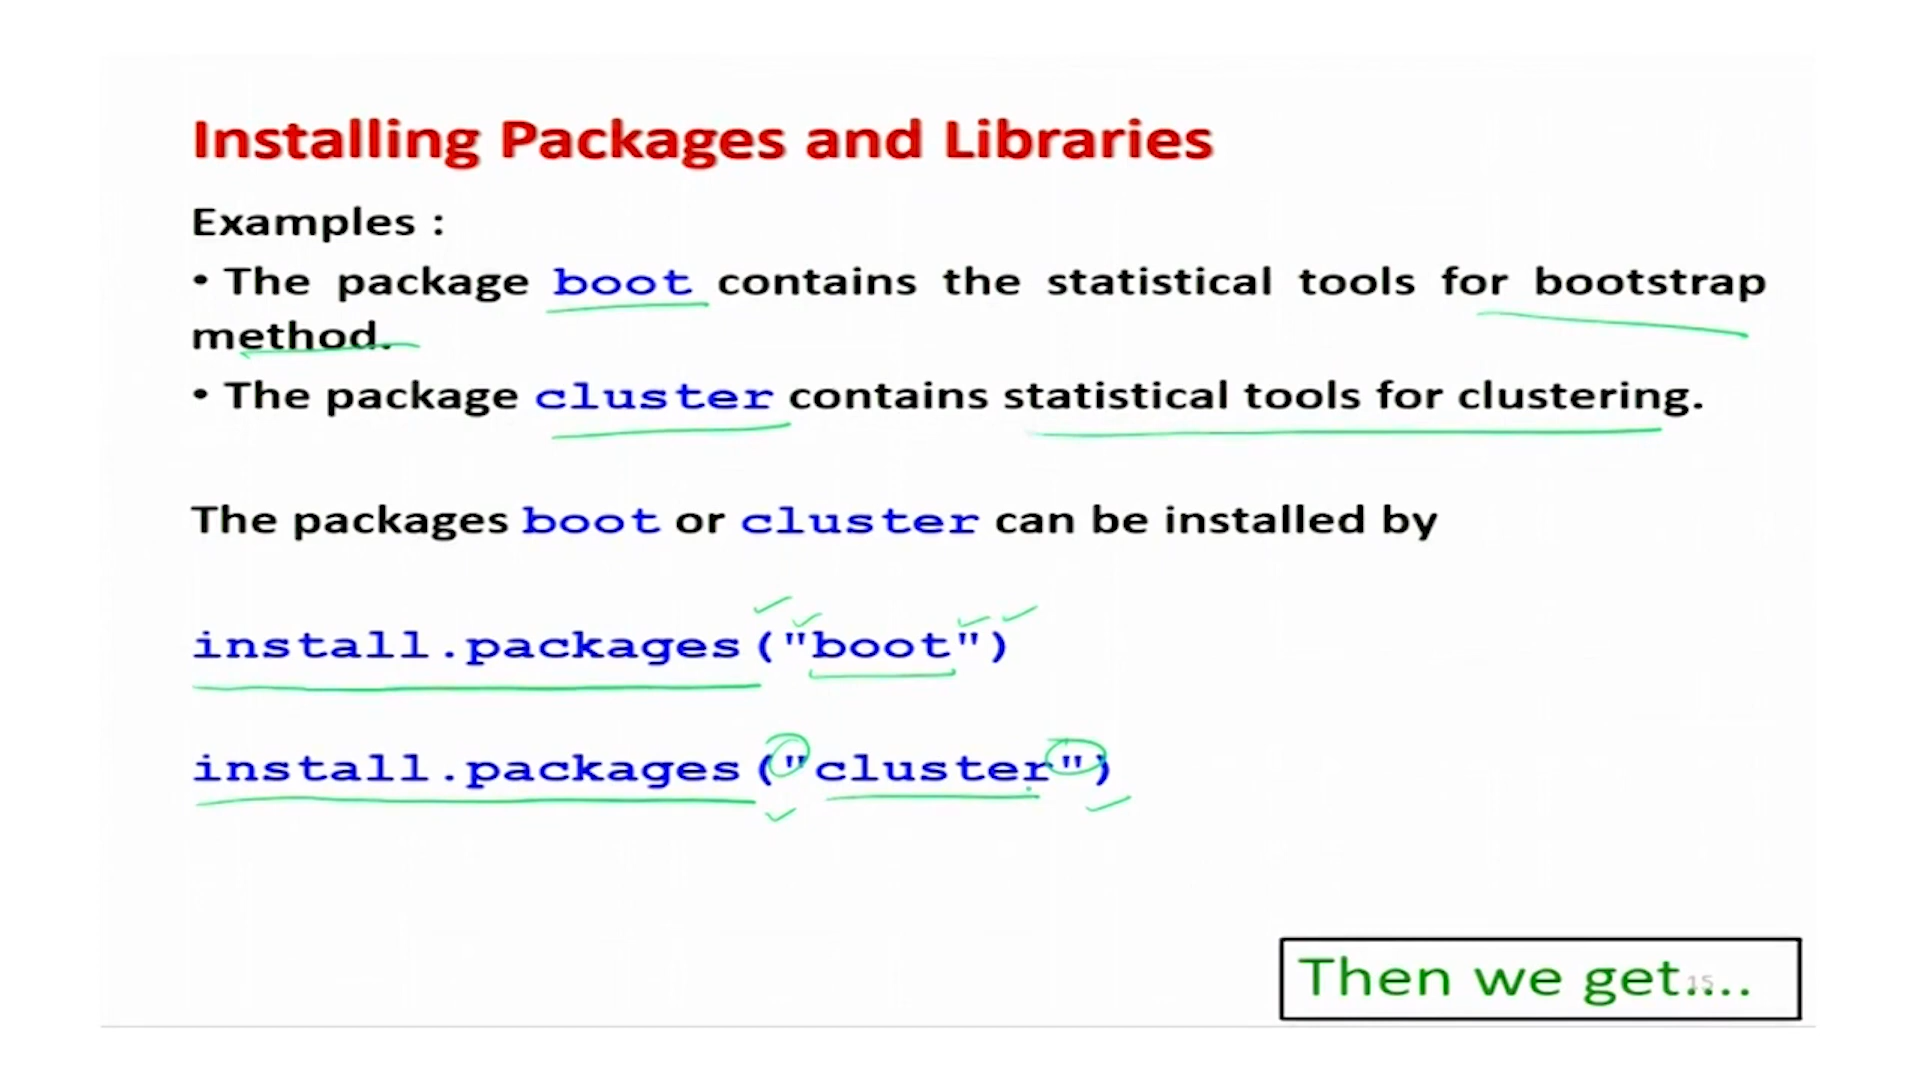 Installing Packages and Libraries
Examples :
• The package boot contains the statistical tools for bootstrap
method.
• The package cluster contains statistical tools for clustering.
The packages boot or cluster can be installed by
install.packages("boot")
install.packages("cluster")
Then we get....
15